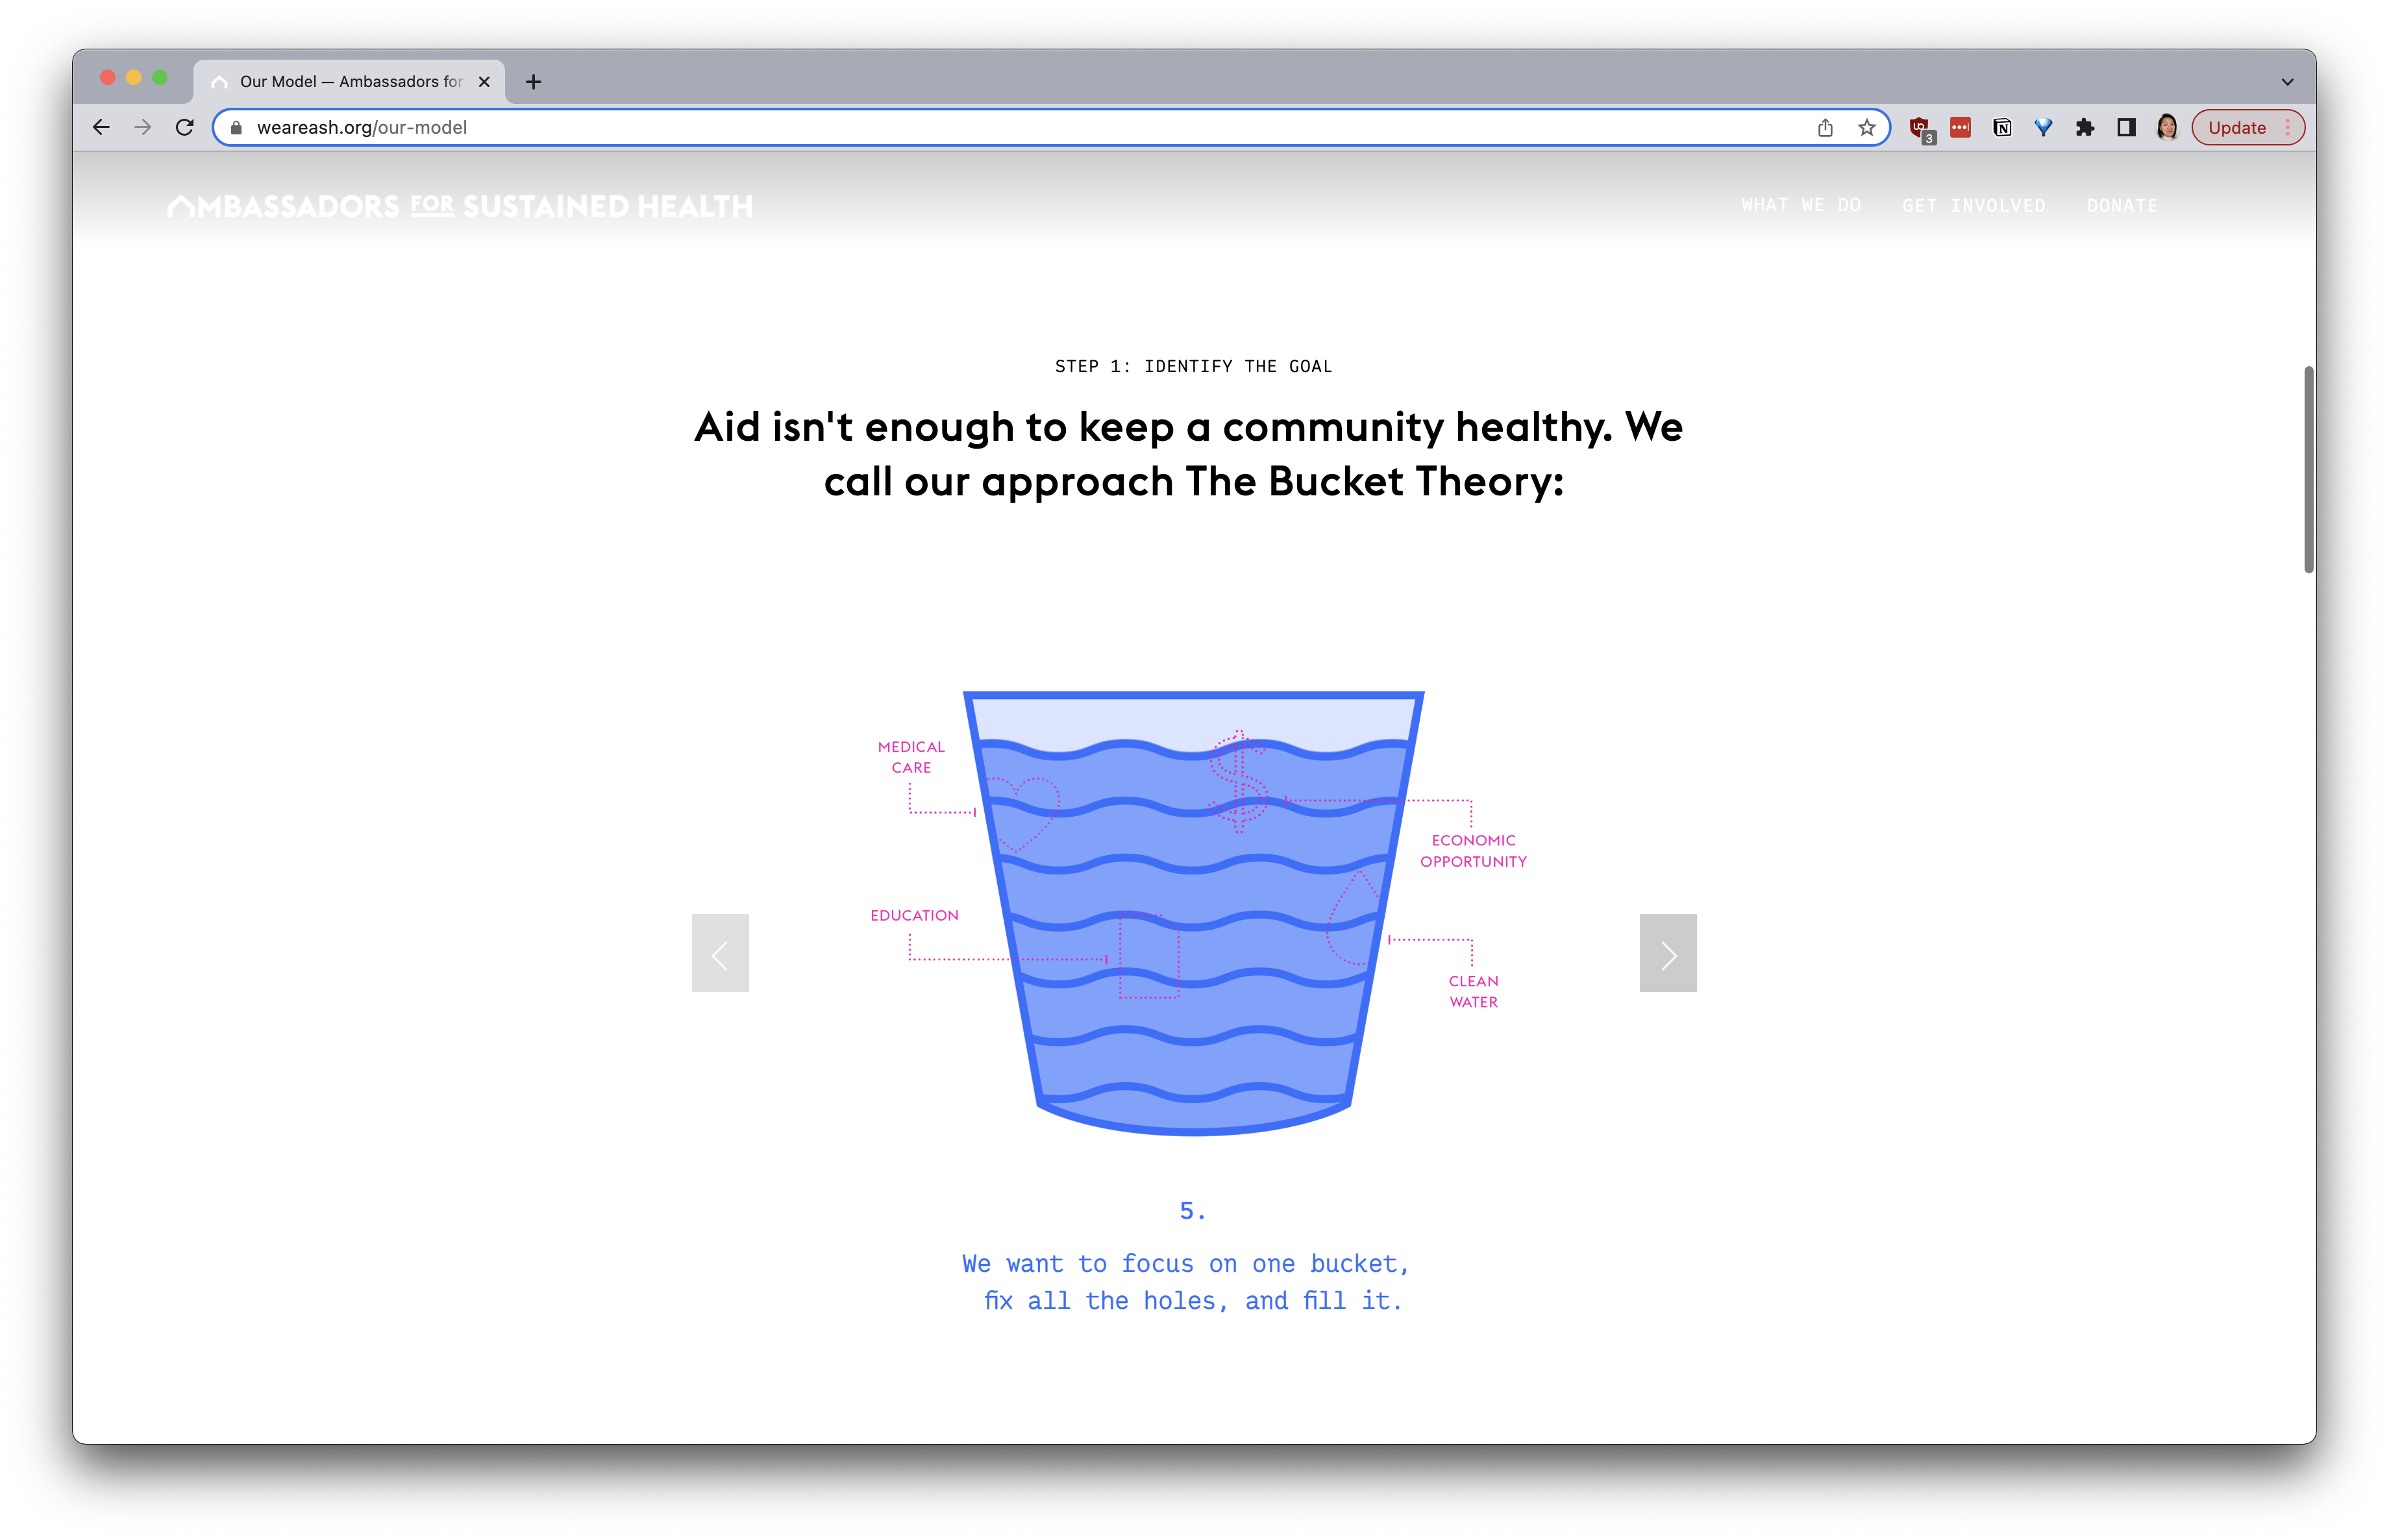 Our Model — Ambassadors for
weareash.org/our-model
3
Update
AMBASSADORS FOR SUSTAINED HEALTH
WHAT WE DO
GET INVOLVED
DONATE
STEP 1: IDENTIFY THE GOAL
Aid isn't enough to keep a community healthy. We
call our approach The Bucket Theory:
MEDICAL
CARE
$
ECONOMIC
OPPORTUNITY
EDUCATION
CLEAN
WATER
5.
We want to focus on one bucket,
fix all the holes, and fill it.